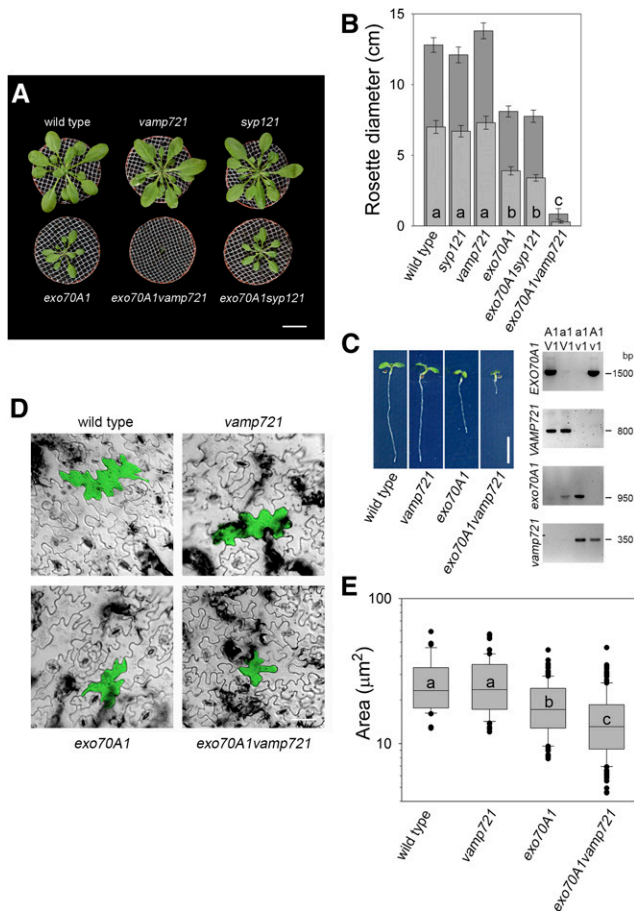 A
wild type vamp721 syp121
exo70A1 exo70A1vamp721 exo70A1syp121
B
Rosette diameter (cm)
15
10
5
0
a a a b b c
wild type
syp121
vamp721
exo70A1
exo70A1syp121
exo70A1vamp721
C
wild type
vamp721
exo70A1
exo70A1vamp721
A1 a1 a1 A1
V1 V1 v1 v1
bp
EXO70A1
1500
VAMP721
800
exo70A1
950
vamp721
350
D
wild type vamp721
exo70A1 exo70A1vamp721
E
Area (μm²)
100
10
a a b c
wild type
vamp721
exo70A1
exo70A1vamp721